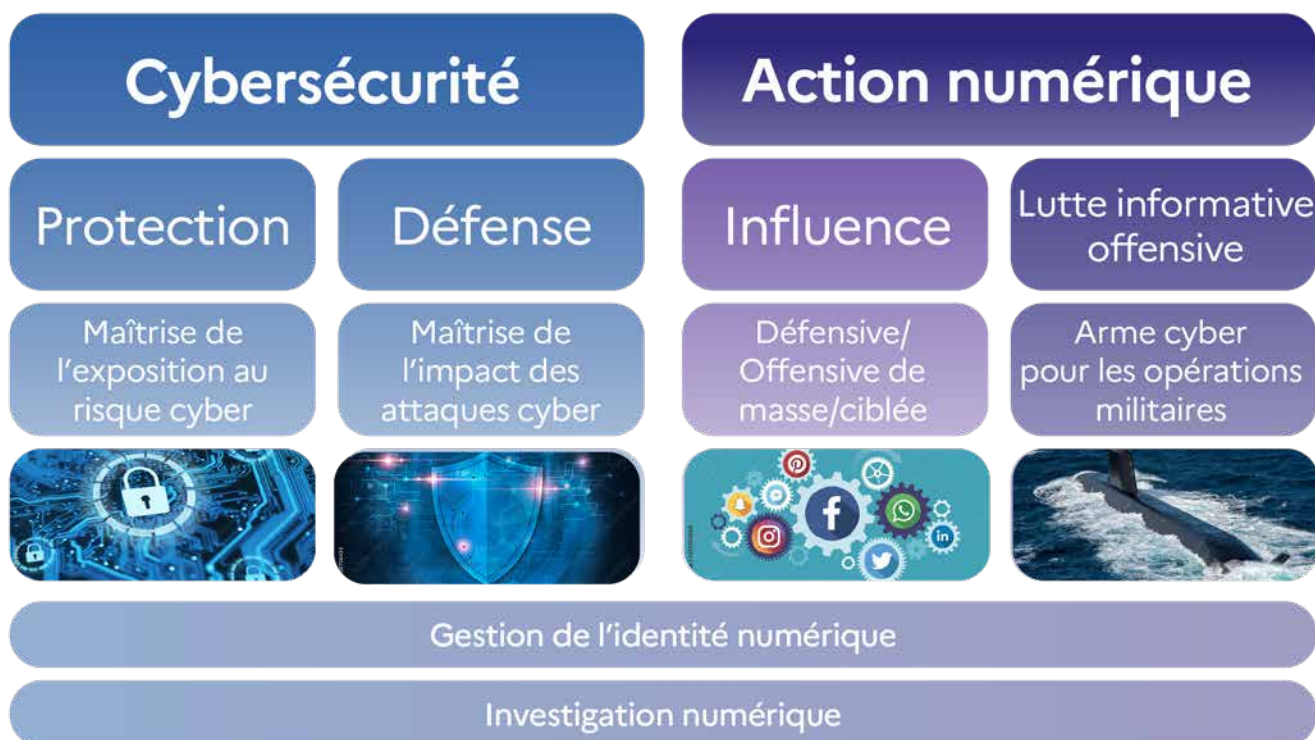 Cybersécurité
Action numérique
Protection
Défense
Influence
Lutte informative
offensive
Maîtrise de
l'exposition au
risque cyber
Maîtrise de
l'impact des
attaques cyber
Défensive/
Offensive de
masse/ciblée
Arme cyber
pour les opérations
militaires
Gestion de l'identité numérique
Investigation numérique